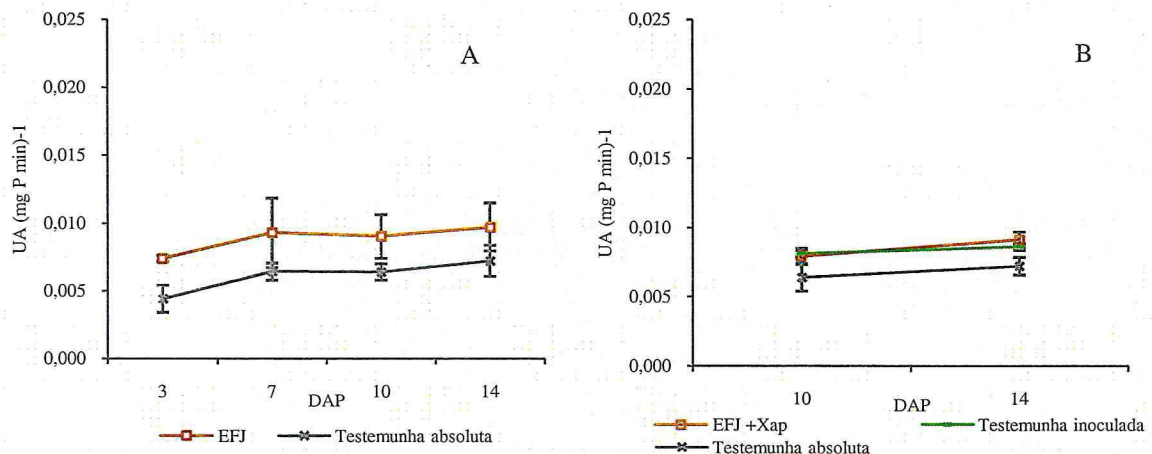 A
UA (mg P min)-1
0,025
0,020
0,015
0,010
0,005
0,000
3 7 10 14
DAP
EFJ Testemunha absoluta
B
UA (mg P min)-1
0,025
0,020
0,015
0,010
0,005
0,000
10 14
DAP
EFJ +Xap Testemunha inoculada
Testemunha absoluta